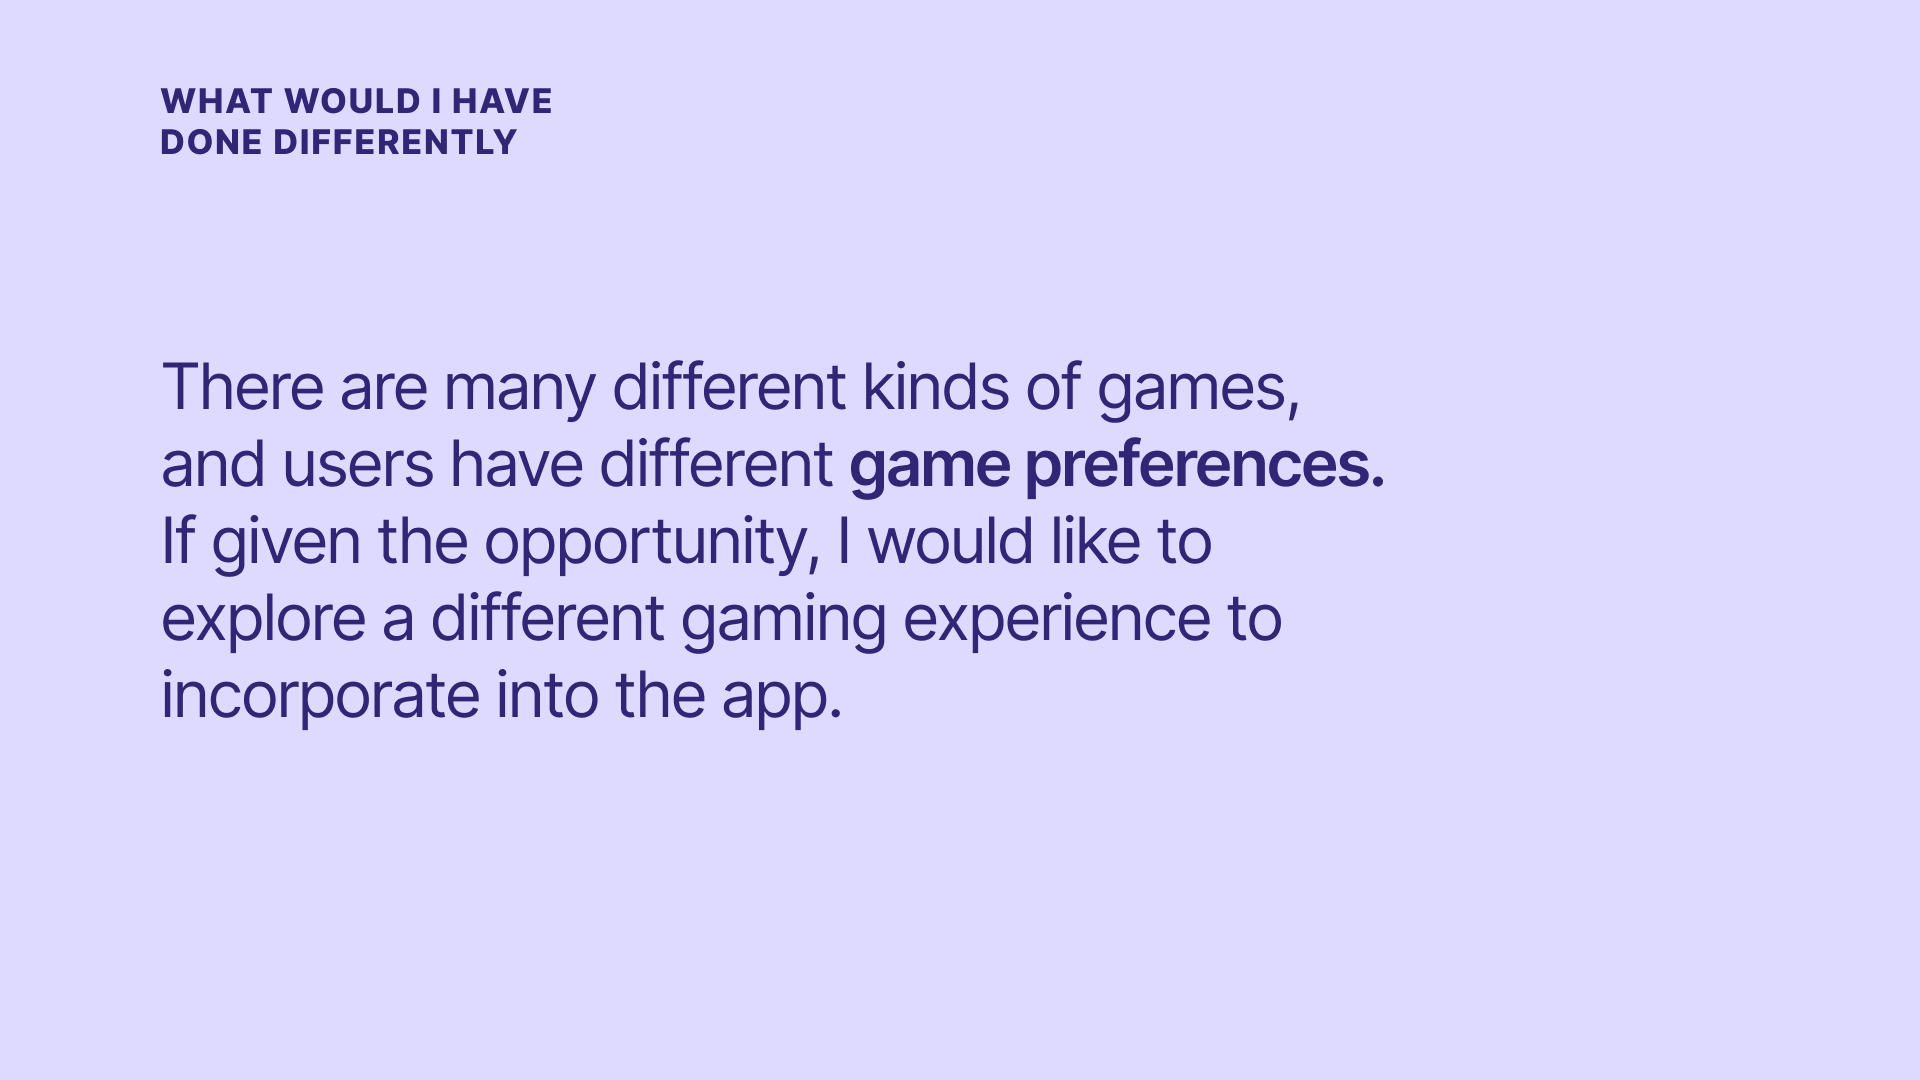 WHAT WOULD I HAVE
DONE DIFFERENTLY
There are many different kinds of games,
and users have different game preferences.
If given the opportunity, I would like to
explore a different gaming experience to
incorporate into the app.